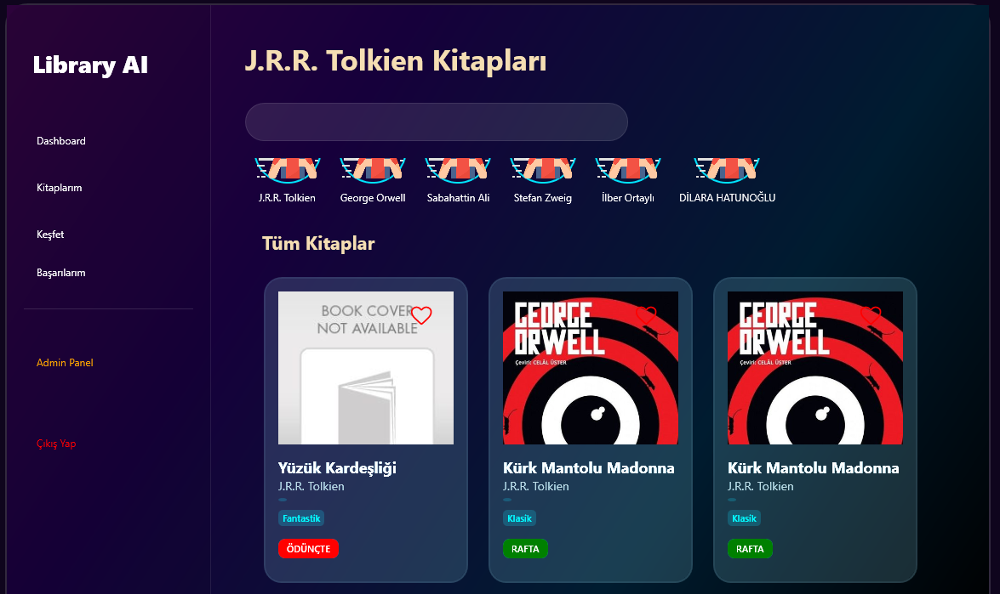 Library AI
Dashboard
Kitaplarım
Keşfet
Başarılarım
Admin Panel
Çıkış Yap
J.R.R. Tolkien Kitapları
J.R.R. Tolkien
George Orwell
Sabahattin Ali
Stefan Zweig
İlber Ortaylı
DİLARA HATUNOĞLU
Tüm Kitaplar
BOOK COVER
NOT AVAILABLE
Yüzük Kardeşliği
J.R.R. Tolkien
Fantastik
ÖDÜNÇTE
GEORGE
ORWELL
Çeviri: CELÂL ÜSTER
Kürk Mantolu Madonna
J.R.R. Tolkien
Klasik
RAFTA
GEORGE
ORWELL
Çeviri: CELÂL ÜSTER
Kürk Mantolu Madonna
J.R.R. Tolkien
Klasik
RAFTA